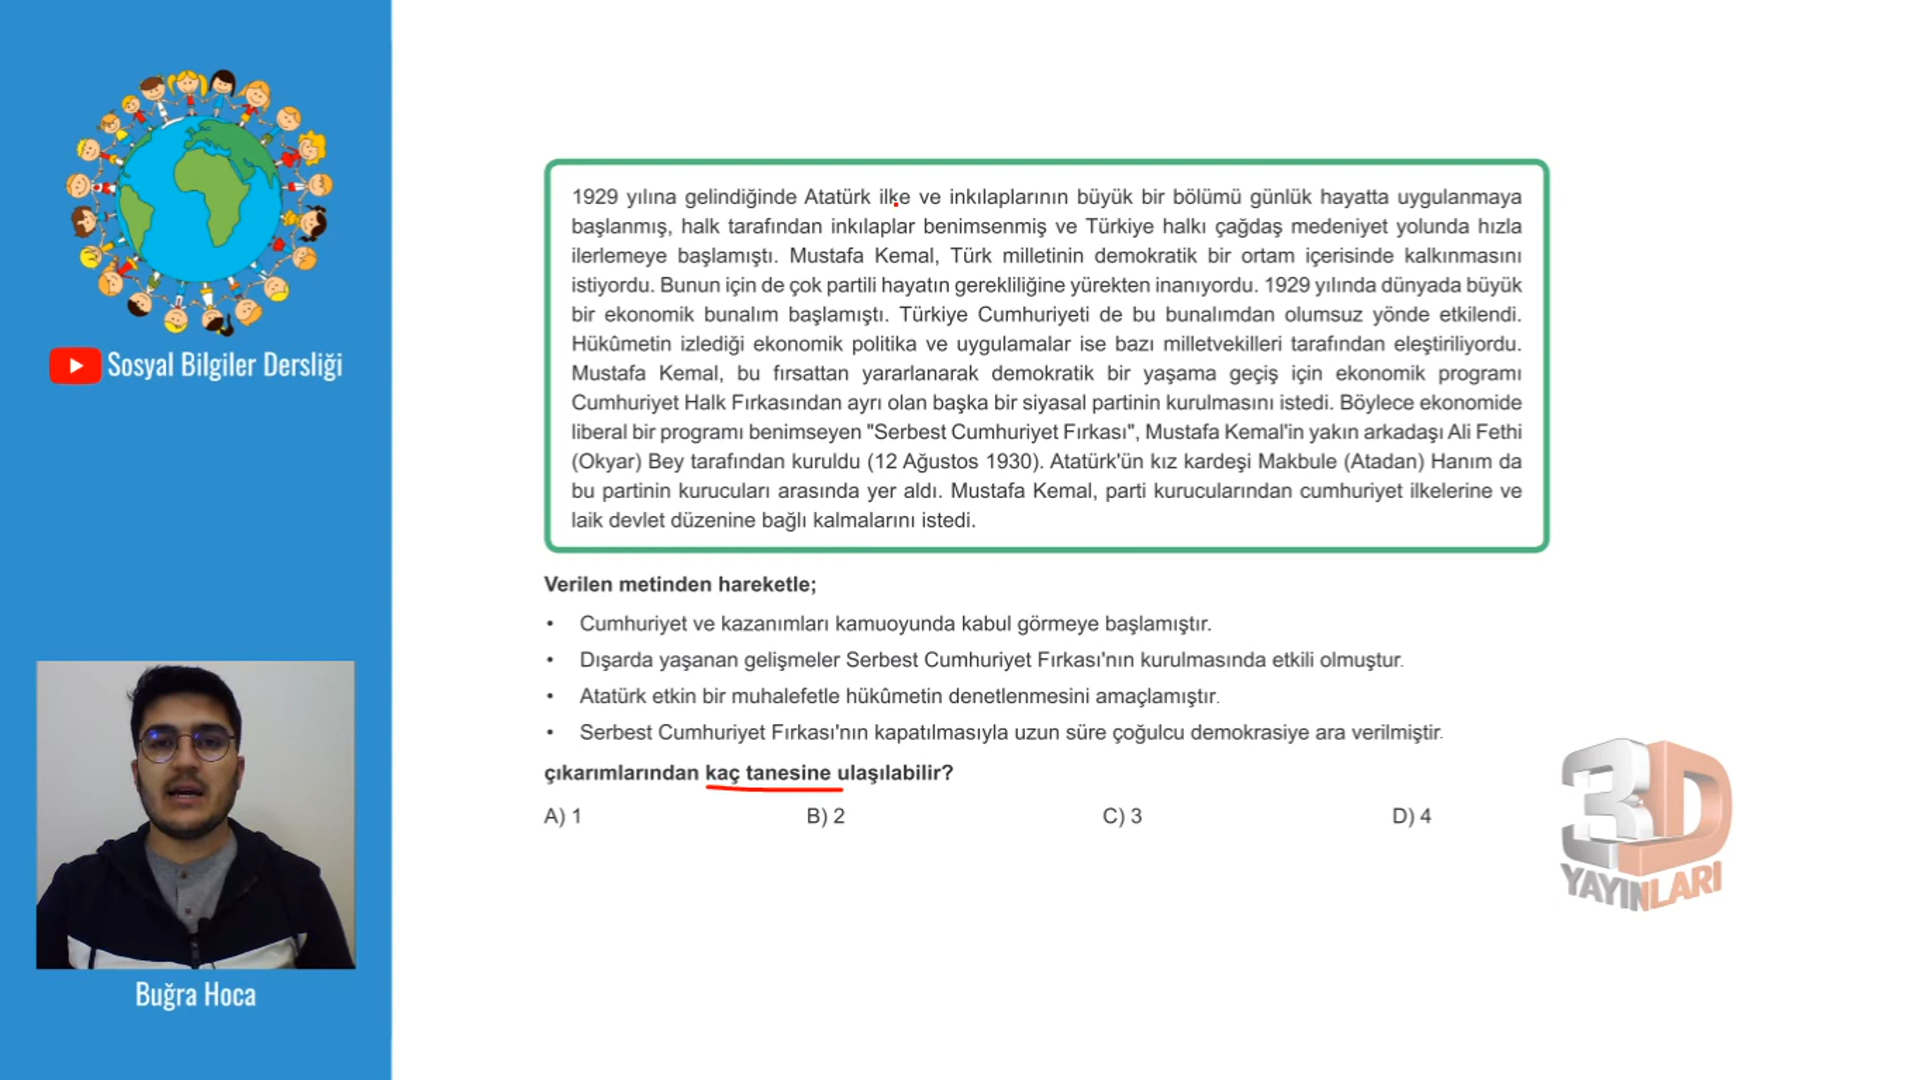 Sosyal Bilgiler Dersliği
Buğra Hoca
1929 yılına gelindiğinde Atatürk ilke ve inkılaplarının büyük bir bölümü günlük hayatta uygulanmaya
başlanmış, halk tarafından inkılaplar benimsenmiş ve Türkiye halkı çağdaş medeniyet yolunda hızla
ilerlemeye başlamıştı. Mustafa Kemal, Türk milletinin demokratik bir ortam içerisinde kalkınmasını
istiyordu. Bunun için de çok partili hayatın gerekliliğine yürekten inanıyordu. 1929 yılında dünyada büyük
bir ekonomik bunalım başlamıştı. Türkiye Cumhuriyeti de bu bunalımdan olumsuz yönde etkilendi.
Hükûmetin izlediği ekonomik politika ve uygulamalar ise bazı milletvekilleri tarafından eleştiriliyordu.
Mustafa Kemal, bu fırsattan yararlanarak demokratik bir yaşama geçiş için ekonomik programı
Cumhuriyet Halk Fırkasından ayrı olan başka bir siyasal partinin kurulmasını istedi. Böylece ekonomide
liberal bir programı benimseyen "Serbest Cumhuriyet Fırkası", Mustafa Kemal'in yakın arkadaşı Ali Fethi
(Okyar) Bey tarafından kuruldu (12 Ağustos 1930). Atatürk'ün kız kardeşi Makbule (Atadan) Hanım da
bu partinin kurucuları arasında yer aldı. Mustafa Kemal, parti kurucularından cumhuriyet ilkelerine ve
laik devlet düzenine bağlı kalmalarını istedi.
Verilen metinden hareketle;
• Cumhuriyet ve kazanımları kamuoyunda kabul görmeye başlamıştır.
• Dışarda yaşanan gelişmeler Serbest Cumhuriyet Fırkası'nın kurulmasında etkili olmuştur.
• Atatürk etkin bir muhalefetle hükûmetin denetlenmesini amaçlamıştır.
• Serbest Cumhuriyet Fırkası'nın kapatılmasıyla uzun süre çoğulcu demokrasiye ara verilmiştir.
çıkarımlarından kaç tanesine ulaşılabilir?
A) 1 B) 2 C) 3 D) 4
3D
YAYINLARI